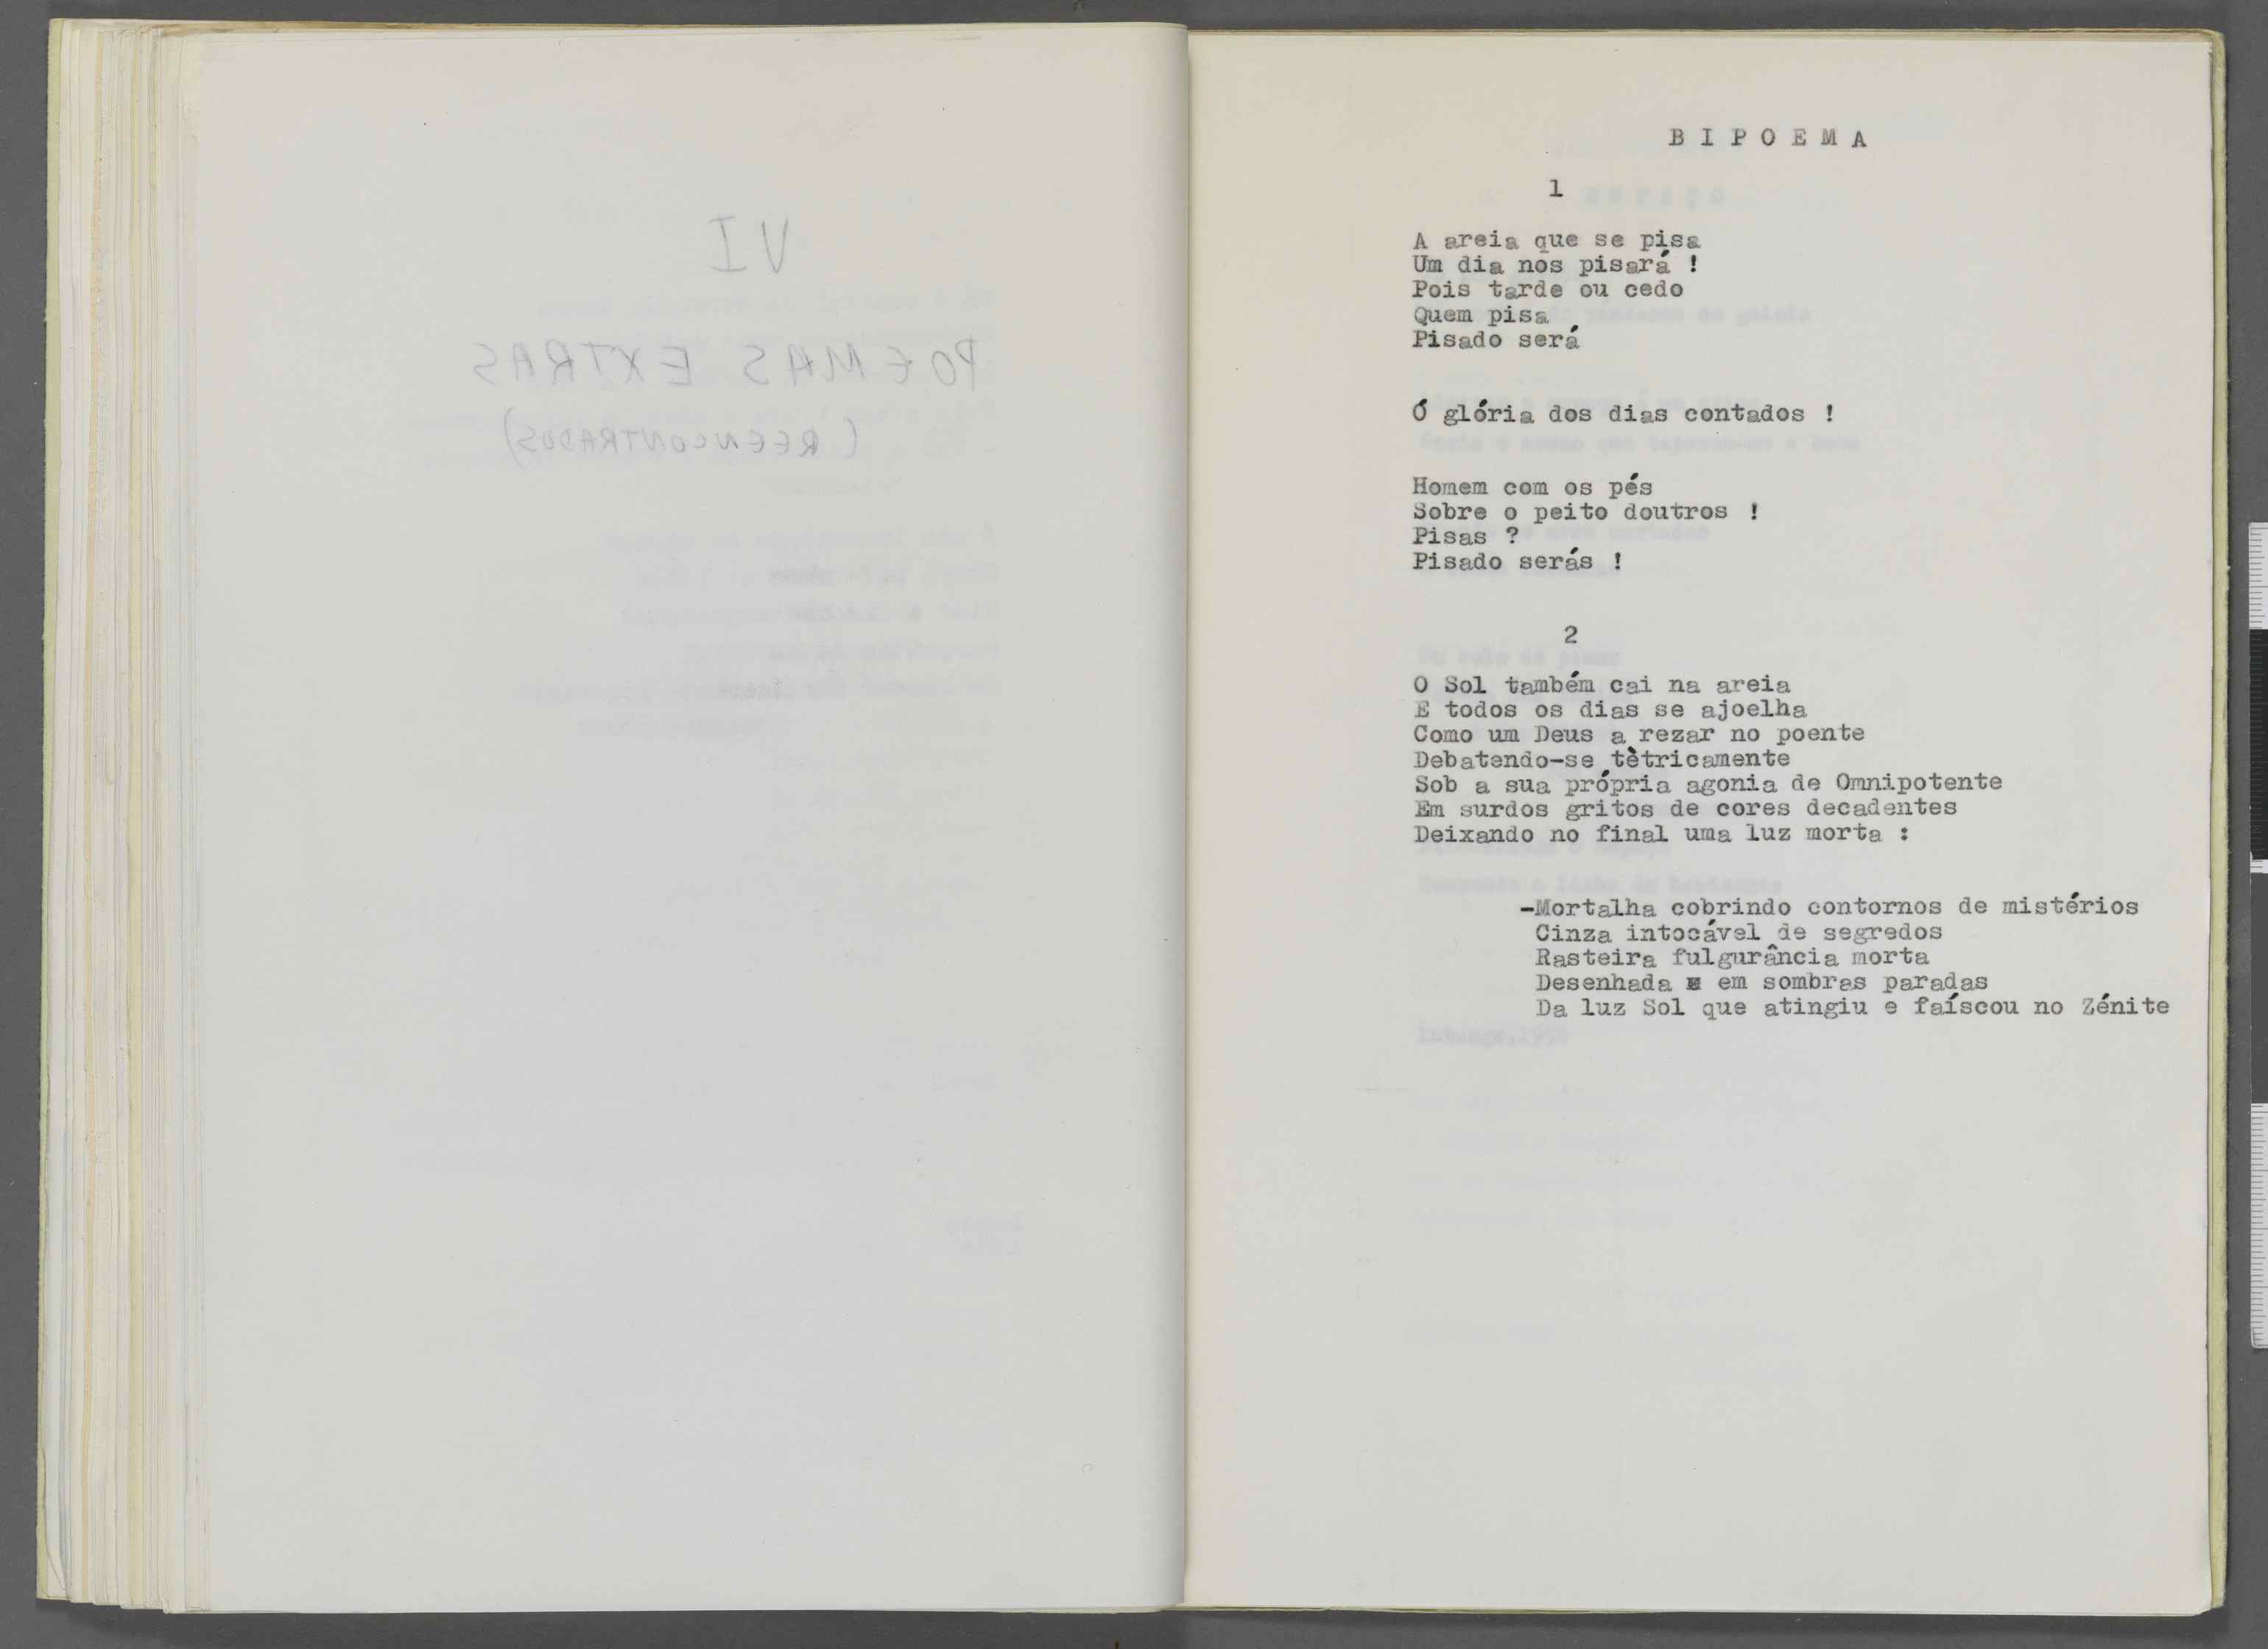 VI
POEMAS EXTRAS
(REENCONTRADOS)
B I P O E M A
1
A areia que se pisa
Um dia nos pisará !
Pois tarde ou cedo
Quem pisa
Pisado será
Ó glória dos dias contados !
Homem com os pés
Sobre o peito doutros !
Pisas ?
Pisado serás !
2
O Sol também cai na areia
E todos os dias se ajoelha
Como um Deus a rezar no poente
Debatendo-se tètricamente
Sob a sua própria agonia de Omnipotente
Em surdos gritos de cores decadentes
Deixando no final uma luz morta :
-Mortalha cobrindo contornos de mistérios
Cinza intocável de segredos
Rasteira fulgurância morta
Desenhada em sombras paradas
Da luz Sol que atingiu e faíscou no Zénite